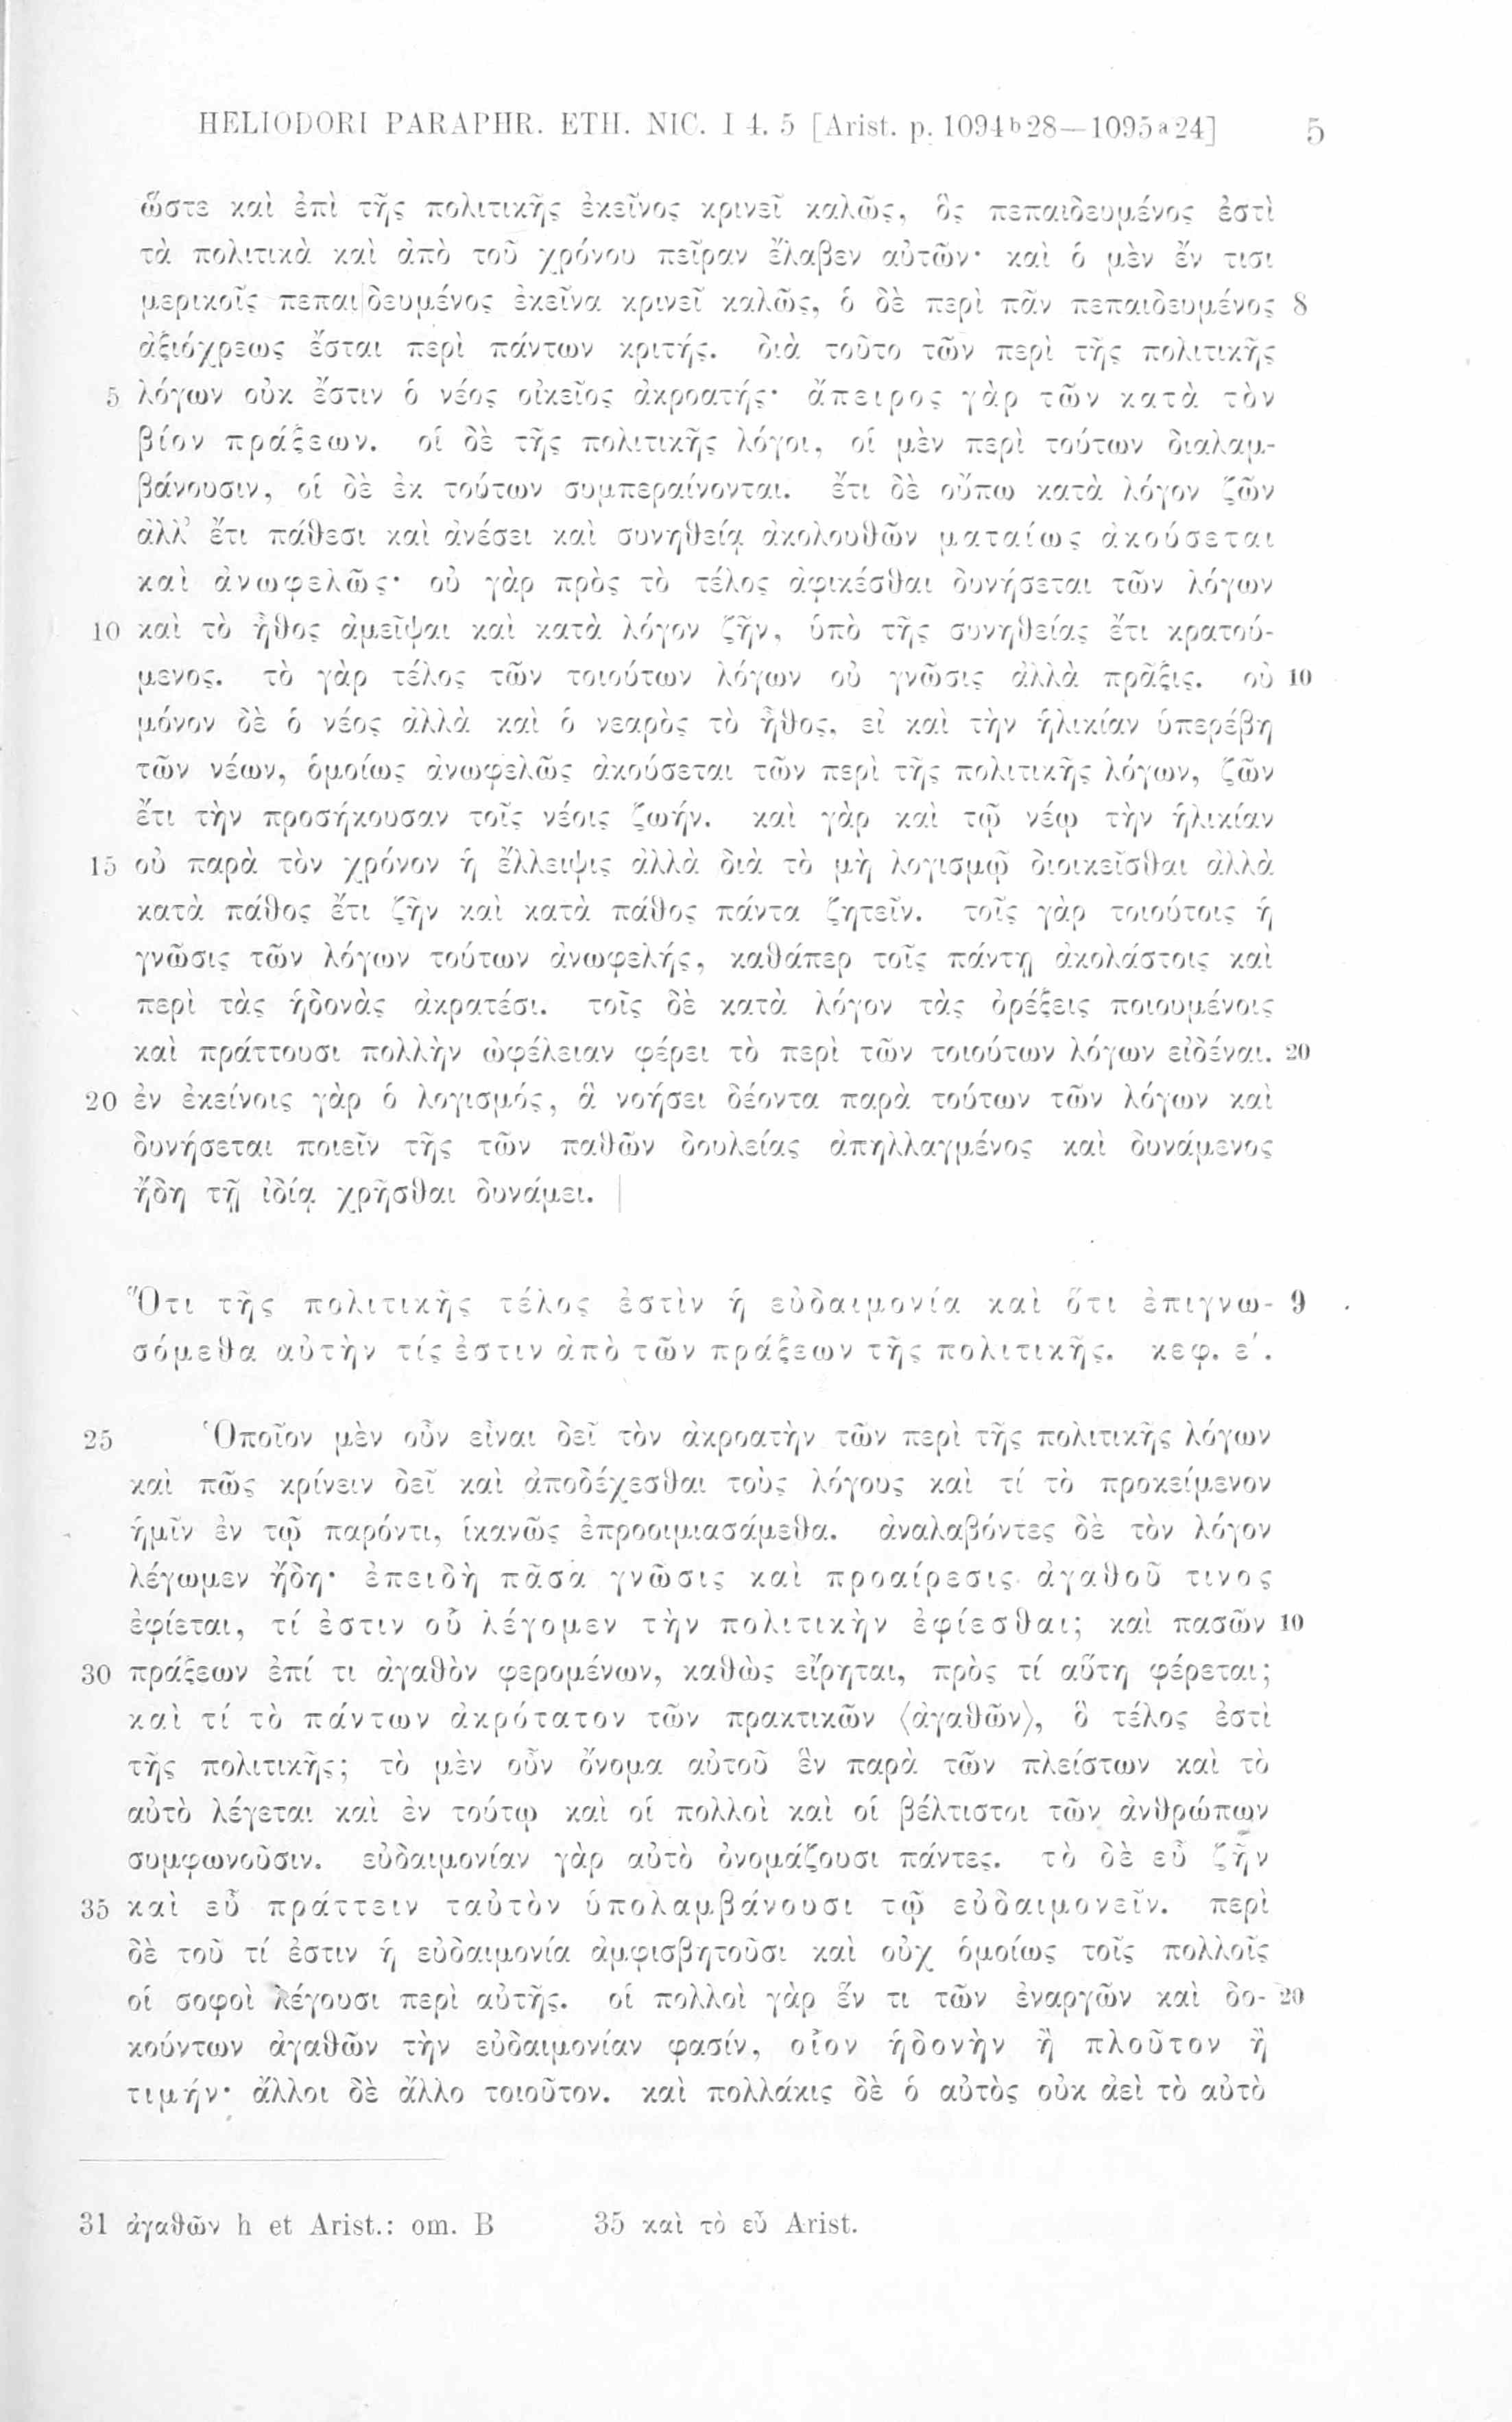 HELIODORI PARAPHR. ETH. NIC. I 4. 5 [Arist. p. 1094ᵇ28—1095ᵃ24] 5
ὥστε καὶ ἐπὶ τῆς πολιτικῆς ἐκεῖνος κρινεῖ καλῶς, ὃς πεπαιδευμένος ἐστὶ
τὰ πολιτικὰ καὶ ἀπὸ τοῦ χρόνου πεῖραν ἔλαβεν αὐτῶν· καὶ ὁ μὲν ἔν τισι
μερικοῖς πεπαι|δευμένος ἐκεῖνα κρινεῖ καλῶς, ὁ δὲ περὶ πᾶν πεπαιδευμένος 8
ἀξιόχρεως ἔσται περὶ πάντων κριτής. διὰ τοῦτο τῶν περὶ τῆς πολιτικῆς
5 λόγων οὐκ ἔστιν ὁ νέος οἰκεῖος ἀκροατής· ἄπειρος γὰρ τῶν κατὰ τὸν
βίον πράξεων. οἱ δὲ τῆς πολιτικῆς λόγοι, οἱ μὲν περὶ τούτων διαλαμ-
βάνουσιν, οἱ δὲ ἐκ τούτων συμπεραίνονται. ἔτι δὲ οὔπω κατὰ λόγον ζῶν
ἀλλ’ ἔτι πάθεσι καὶ ἀνέσει καὶ συνηθείᾳ ἀκολουθῶν ματαίως ἀκούσεται
καὶ ἀνωφελῶς· οὐ γὰρ πρὸς τὸ τέλος ἀφικέσθαι δυνήσεται τῶν λόγων
10 καὶ τὸ ἦθος ἀμεῖψαι καὶ κατὰ λόγον ζῆν, ὑπὸ τῆς συνηθείας ἔτι κρατού-
μενος. τὸ γὰρ τέλος τῶν τοιούτων λόγων οὐ γνῶσις ἀλλὰ πρᾶξις. οὐ 10
μόνον δὲ ὁ νέος ἀλλὰ καὶ ὁ νεαρὸς τὸ ἦθος, εἰ καὶ τὴν ἡλικίαν ὑπερέβη
τῶν νέων, ὁμοίως ἀνωφελῶς ἀκούσεται τῶν περὶ τῆς πολιτικῆς λόγων, ζῶν
ἔτι τὴν προσήκουσαν τοῖς νέοις ζωήν. καὶ γὰρ καὶ τῷ νέῳ τὴν ἡλικίαν
15 οὐ παρὰ τὸν χρόνον ἡ ἔλλειψις ἀλλὰ διὰ τὸ μὴ λογισμῷ διοικεῖσθαι ἀλλὰ
κατὰ πάθος ἔτι ζῆν καὶ κατὰ πάθος πάντα ζητεῖν. τοῖς γὰρ τοιούτοις ἡ
γνῶσις τῶν λόγων τούτων ἀνωφελής, καθάπερ τοῖς πάντῃ ἀκολάστοις καὶ
περὶ τὰς ἡδονὰς ἀκρατέσι. τοῖς δὲ κατὰ λόγον τὰς ὀρέξεις ποιουμένοις
καὶ πράττουσι πολλὴν ὠφέλειαν φέρει τὸ περὶ τῶν τοιούτων λόγων εἰδέναι. 20
20 ἐν ἐκείνοις γὰρ ὁ λογισμός, ἃ νοήσει δέοντα παρὰ τούτων τῶν λόγων καὶ
δυνήσεται ποιεῖν τῆς τῶν παθῶν δουλείας ἀπηλλαγμένος καὶ δυνάμενος
ἤδη τῇ ἰδίᾳ χρῆσθαι δυνάμει. |
Ὅτι τῆς πολιτικῆς τέλος ἐστὶν ἡ εὐδαιμονία καὶ ὅτι ἐπιγνω- 9
σόμεθα αὐτὴν τίς ἐστιν ἀπὸ τῶν πράξεων τῆς πολιτικῆς. κεφ. ε΄.
25 Ὁποῖον μὲν οὖν εἶναι δεῖ τὸν ἀκροατὴν τῶν περὶ τῆς πολιτικῆς λόγων
καὶ πῶς κρίνειν δεῖ καὶ ἀποδέχεσθαι τοὺς λόγους καὶ τί τὸ προκείμενον
ἡμῖν ἐν τῷ παρόντι, ἱκανῶς ἐπροοιμιασάμεθα. ἀναλαβόντες δὲ τὸν λόγον
λέγωμεν ἤδη· ἐπειδὴ πᾶσα γνῶσις καὶ προαίρεσις ἀγαθοῦ τινος
ἐφίεται, τί ἐστιν οὗ λέγομεν τὴν πολιτικὴν ἐφίεσθαι; καὶ πασῶν 10
30 πράξεων ἐπί τι ἀγαθὸν φερομένων, καθὼς εἴρηται, πρὸς τί αὕτη φέρεται;
καὶ τί τὸ πάντων ἀκρότατον τῶν πρακτικῶν ⟨ἀγαθῶν⟩, ὃ τέλος ἐστὶ
τῆς πολιτικῆς; τὸ μὲν οὖν ὄνομα αὐτοῦ ἓν παρὰ τῶν πλείστων καὶ τὸ
αὐτὸ λέγεται καὶ ἐν τούτῳ καὶ οἱ πολλοὶ καὶ οἱ βέλτιστοι τῶν ἀνθρώπων
συμφωνοῦσιν. εὐδαιμονίαν γὰρ αὐτὸ ὀνομάζουσι πάντες. τὸ δὲ εὖ ζῆν
35 καὶ εὖ πράττειν ταὐτὸν ὑπολαμβάνουσι τῷ εὐδαιμονεῖν. περὶ
δὲ τοῦ τί ἐστιν ἡ εὐδαιμονία ἀμφισβητοῦσι καὶ οὐχ ὁμοίως τοῖς πολλοῖς
οἱ σοφοὶ λέγουσι περὶ αὐτῆς. οἱ πολλοὶ γὰρ ἕν τι τῶν ἐναργῶν καὶ δο- 20
κούντων ἀγαθῶν τὴν εὐδαιμονίαν φασίν, οἷον ἡδονὴν ἢ πλοῦτον ἢ
τιμήν· ἄλλοι δὲ ἄλλο τοιοῦτον. καὶ πολλάκις δὲ ὁ αὐτὸς οὐκ ἀεὶ τὸ αὐτὸ
31 ἀγαθῶν h et Arist.: om. B 35 καὶ τὸ εὖ Arist.